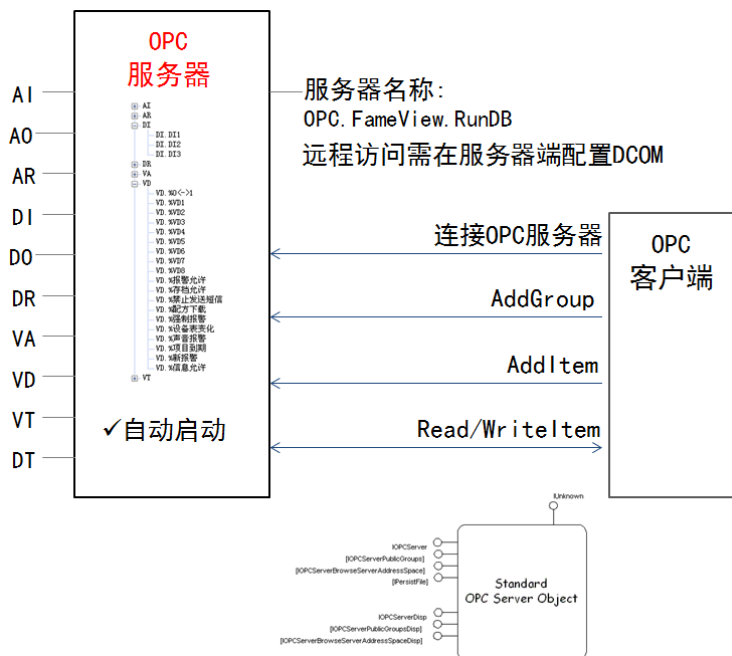 OPC
服务器
AI
AO
AR
DI
DO
DR
VA
VD
VT
DT
AI
AR
DI
DI.DI1
DI.DI2
DI.DI3
DR
VA
VD
VD.%0<->1
VD.%VD1
VD.%VD2
VD.%VD3
VD.%VD4
VD.%VD5
VD.%VD6
VD.%VD7
VD.%VD8
VD.%报警允许
VD.%存档允许
VD.%禁止发送短信
VD.%配方下载
VD.%强制报警
VD.%设备表变化
VD.%声音报警
VD.%项目到期
VD.%新报警
VD.%信息允许
VT
✓自动启动
服务器名称:
OPC.FameView.RunDB
远程访问需在服务器端配置DCOM
连接OPC服务器
AddGroup
AddItem
Read/WriteItem
OPC
客户端
IUnknown
IOPCServer
[IOPCServerPublicGroups]
[IOPCServerBrowseServerAddressSpace]
[IPersistFile]
IOPCServerDisp
[IOPCServerPublicGroupsDisp]
[IOPCServerBrowseServerAddressSpaceDisp]
Standard
OPC Server Object